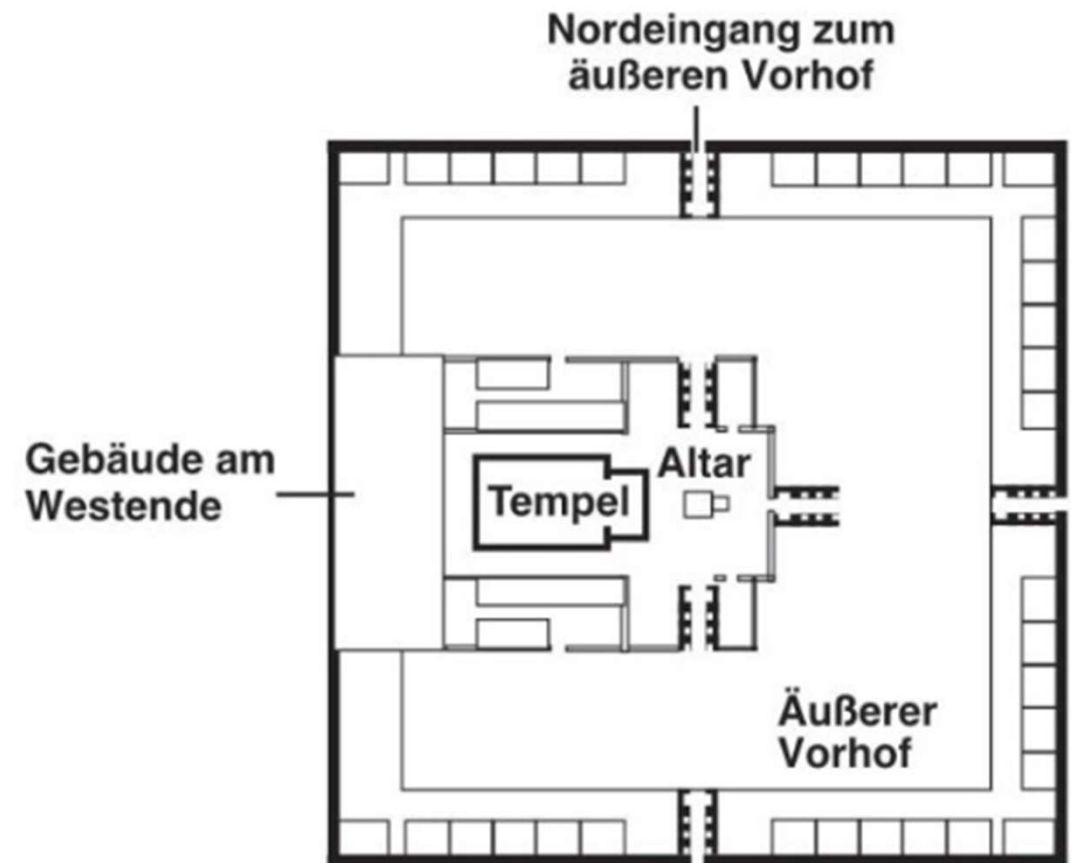 Nordeingang zum
äußeren Vorhof
Gebäude am
Westende
Altar
Tempel
Äußerer
Vorhof